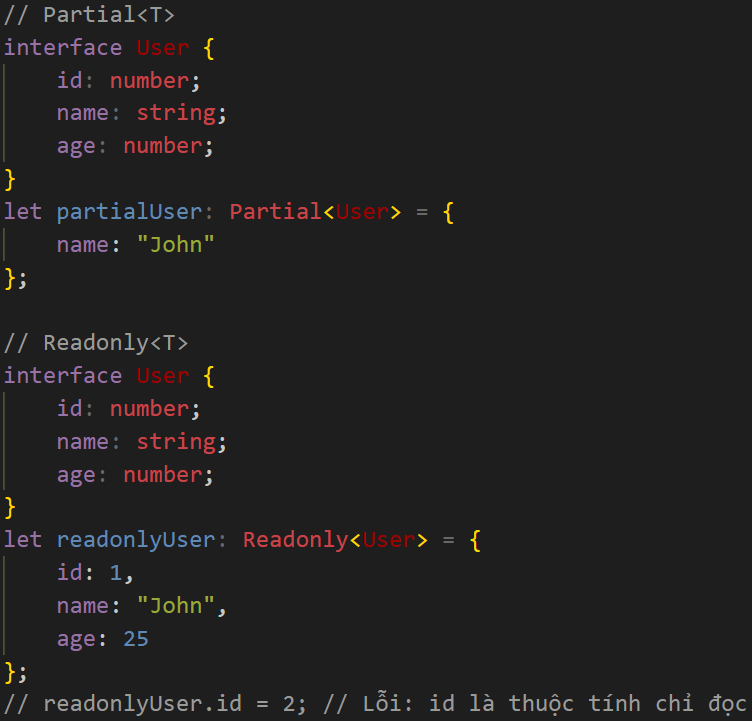 // Partial<T>
interface User {
    id: number;
    name: string;
    age: number;
}
let partialUser: Partial<User> = {
    name: "John"
};

// Readonly<T>
interface User {
    id: number;
    name: string;
    age: number;
}
let readonlyUser: Readonly<User> = {
    id: 1,
    name: "John",
    age: 25
};
// readonlyUser.id = 2; // Lỗi: id là thuộc tính chỉ đọc